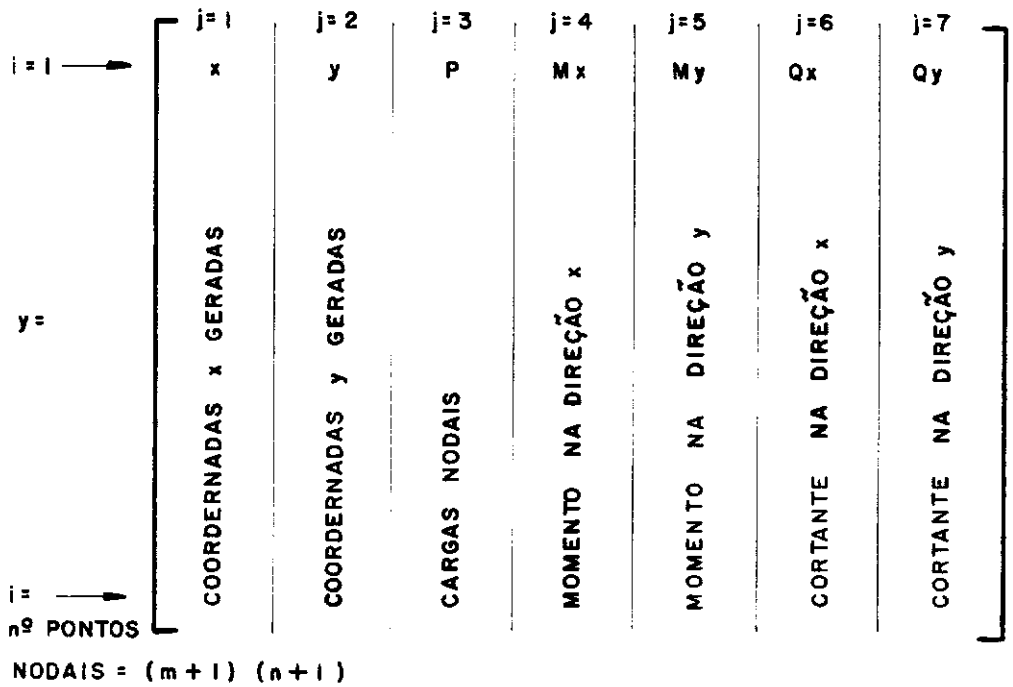 j=1 j=2 j=3 j=4 j=5 j=6 j=7
i=1 x y P Mx My Qx Qy
y=
COORDERNADAS x GERADAS
COORDERNADAS y GERADAS
CARGAS NODAIS
MOMENTO NA DIREÇÃO x
MOMENTO NA DIREÇÃO y
CORTANTE NA DIREÇÃO x
CORTANTE NA DIREÇÃO y
i=
nº PONTOS
NODAIS = (m+1) (n+1)